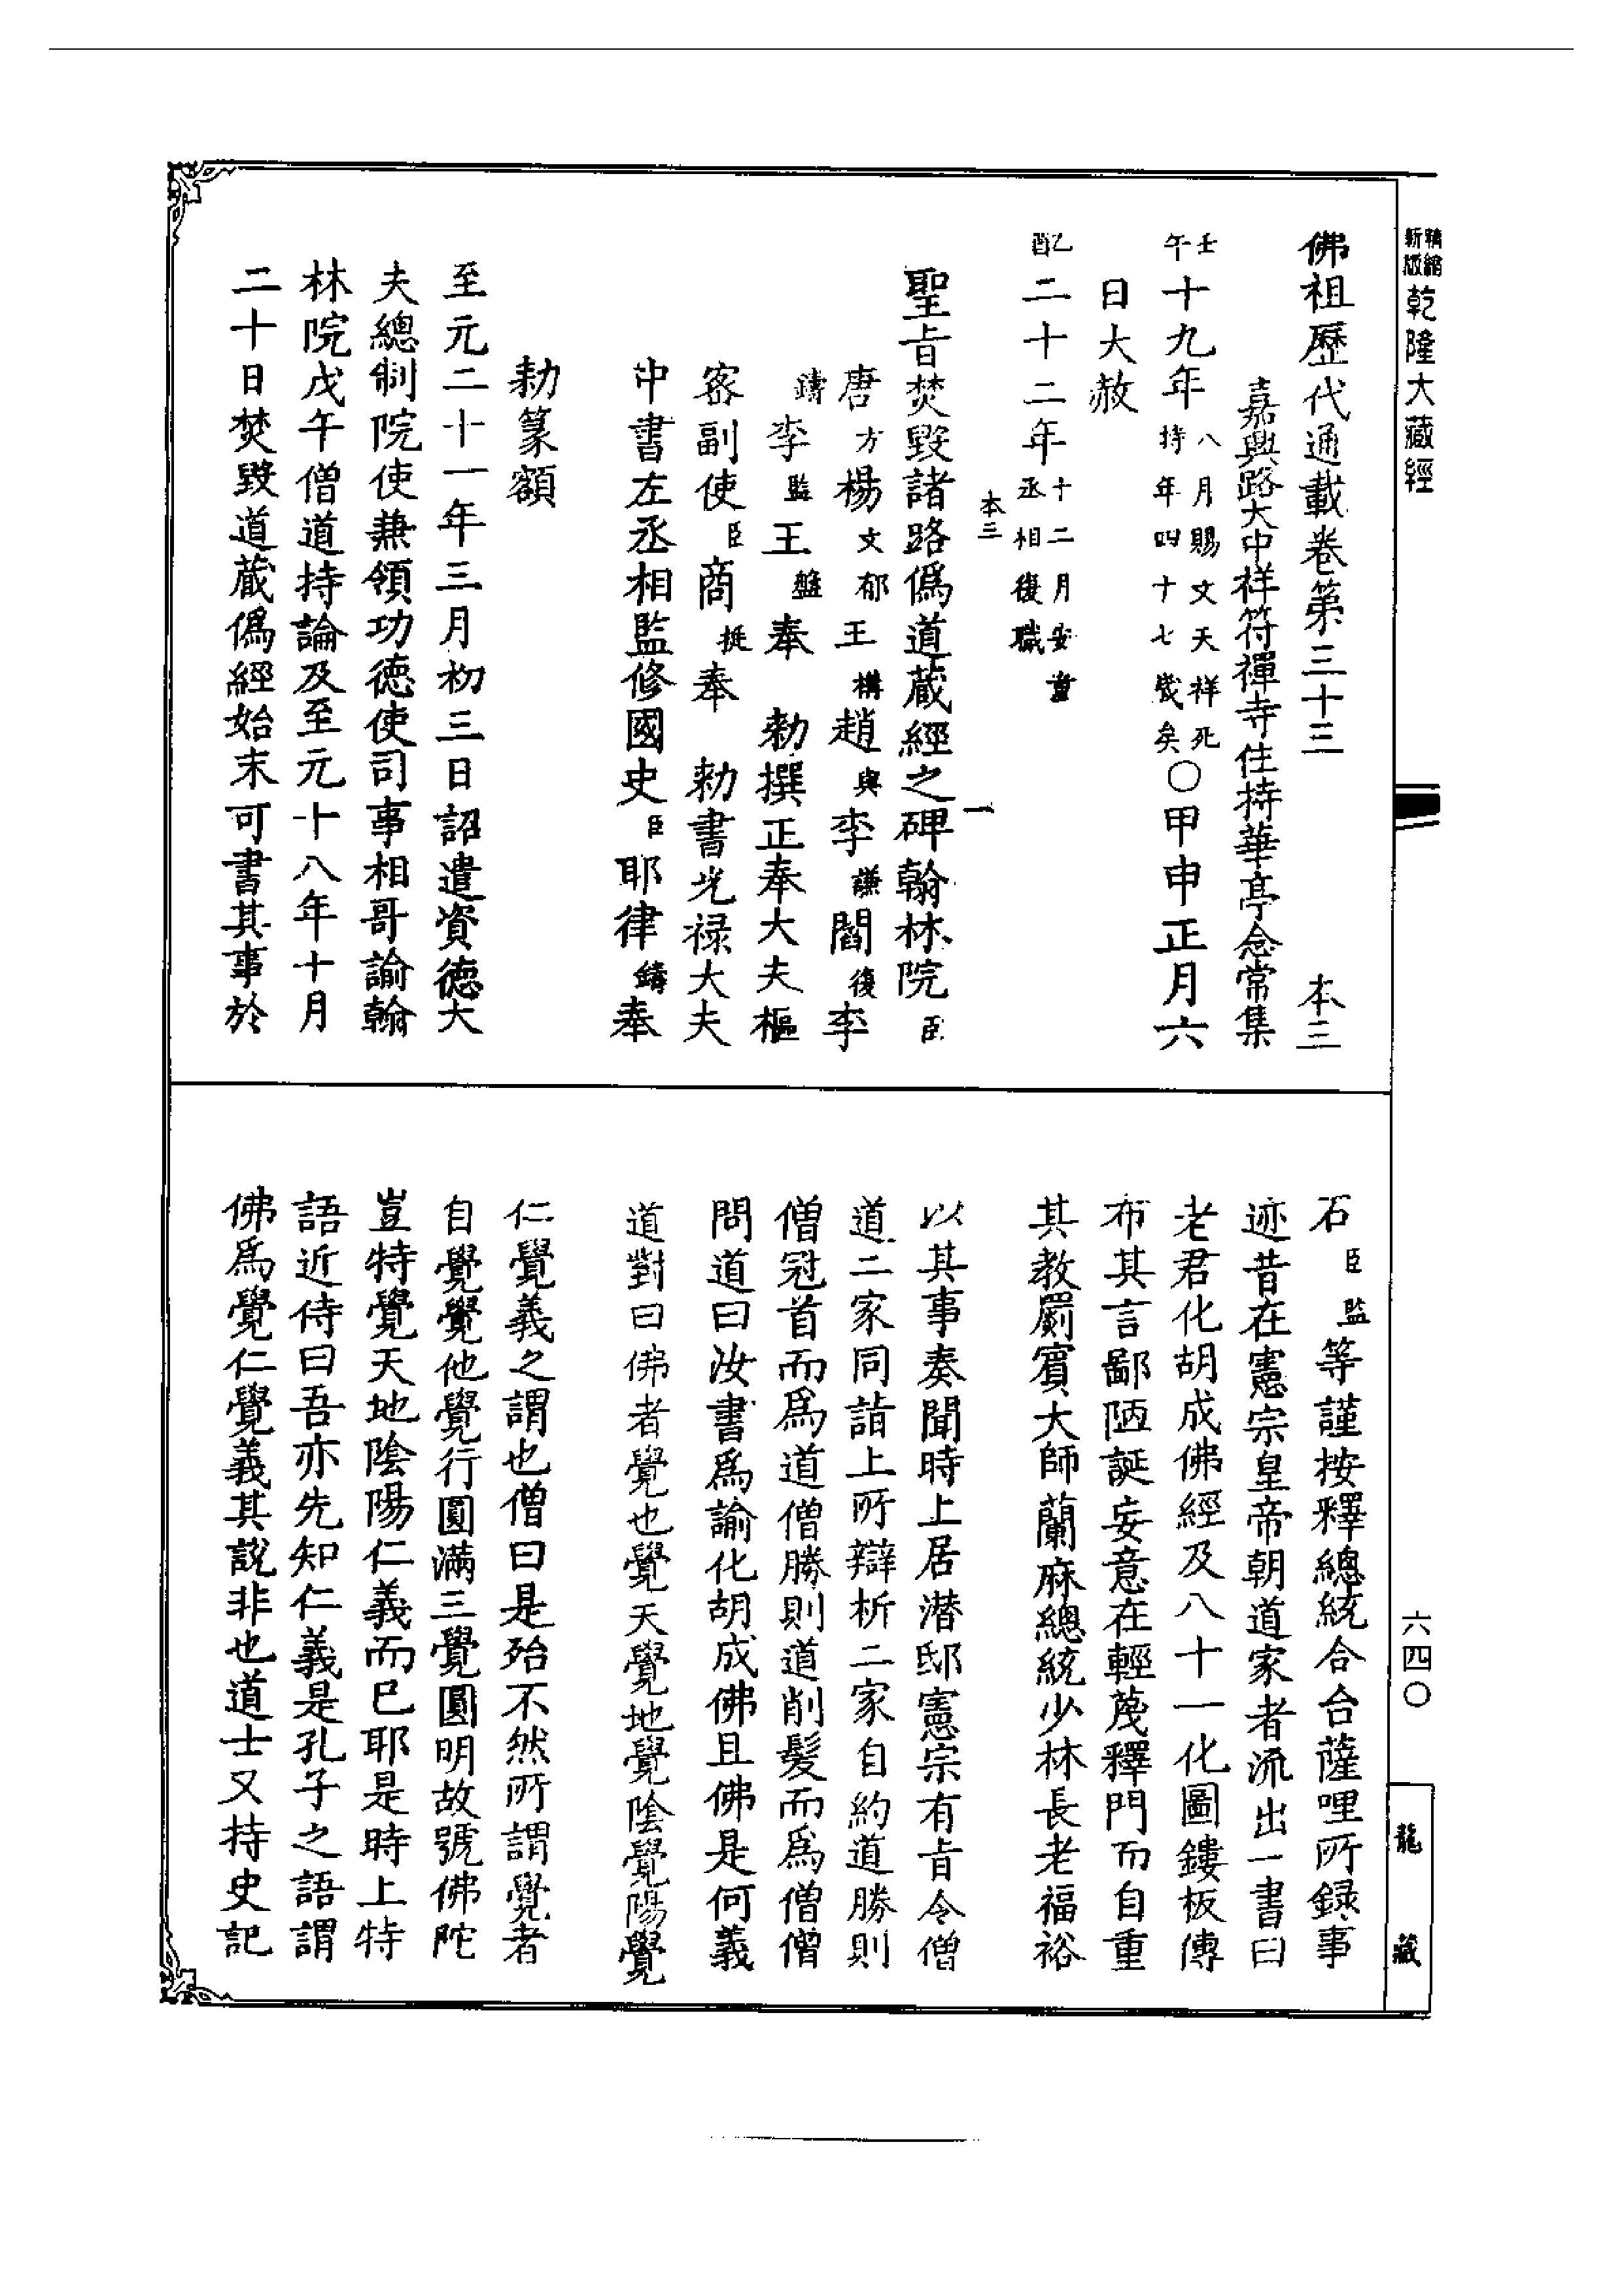 精縮新版乾隆大藏經
六四〇
龍藏
佛祖歷代通載卷第三十三 本三
嘉興路大中祥符禪寺住持華亭念常集
壬午十九年八月賜文天祥死持年四十七歲矣〇甲申正月六
日大赦
乙酉二十二年十二月安童丞相復職
本三 一
聖旨焚毀諸路偽道藏經之碑翰林院臣
唐方楊文郁王構趙與李謙閻復李
鑄李監王盤奉 勅撰正奉大夫樞
密副使臣商挺奉 勅書光禄大夫
中書左丞相監修國史臣耶律鑄奉
勅篆額
至元二十一年三月初三日詔遣資德大
夫總制院使兼領功德使司事相哥諭翰
林院戊午僧道持論及至元十八年十月
二十日焚毀道藏偽經始末可書其事於
石臣監等謹按釋總統合台薩哩所録事
迹昔在憲宗皇帝朝道家者流出一書曰
老君化胡成佛經及八十一化圖鏤板傳
布其言鄙陋誕妄意在輕蔑釋門而自重
其教罽賓大師蘭麻總統少林長老福裕
以其事奏聞時上居潛邸憲宗有旨令僧
道二家同詣上所辯析二家自約道勝則
僧冠首而爲道僧勝則道削髮而爲僧僧
問道曰汝書爲諭化胡成佛且佛是何義
道對曰佛者覺也覺天覺地覺陰覺陽覺
仁覺義之謂也僧曰是殆不然所謂覺者
自覺覺他覺行圓滿三覺圓明故號佛陀
豈特覺天地陰陽仁義而已耶是時上特
語近侍曰吾亦先知仁義是孔子之語謂
佛爲覺仁覺義其說非也道士又持史記